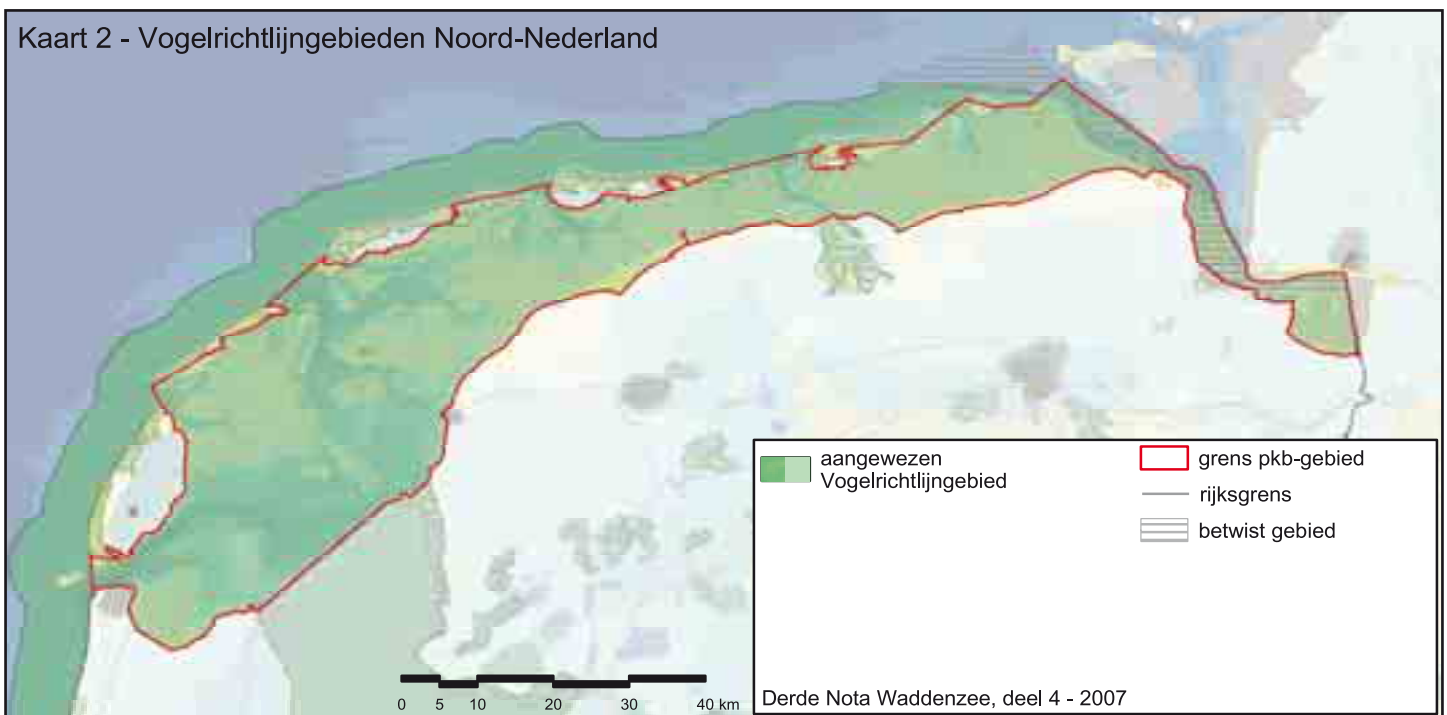 Kaart 2 - Vogelrichtlijngebieden Noord-Nederland
aangewezen
Vogelrichtlijngebied
grens pkb-gebied
rijksgrens
betwist gebied
0 5 10 20 30 40 km
Derde Nota Waddenzee, deel 4 - 2007